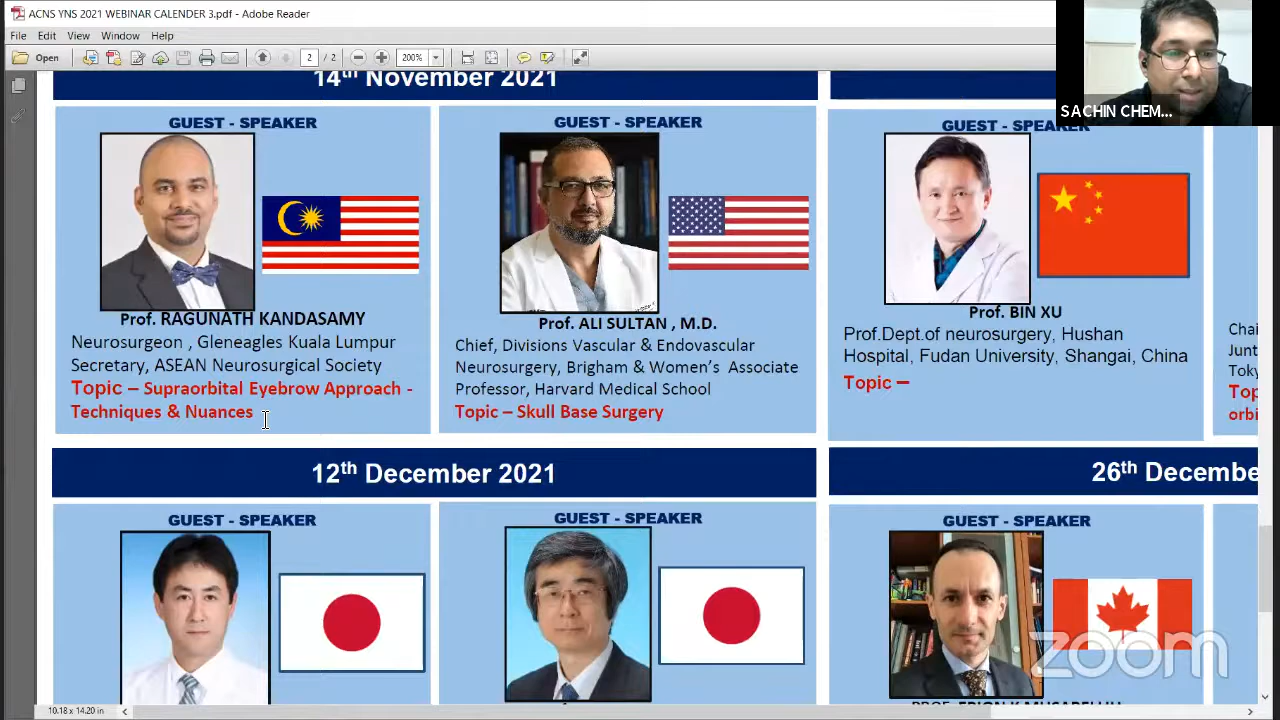 ACNS YNS 2021 WEBINAR CALENDER 3.pdf - Adobe Reader
File Edit View Window Help
Open 2 / 2 200%
SACHIN CHEM...
14th November 2021
GUEST - SPEAKER
Prof. RAGUNATH KANDASAMY
Neurosurgeon , Gleneagles Kuala Lumpur
Secretary, ASEAN Neurosurgical Society
Topic – Supraorbital Eyebrow Approach -
Techniques & Nuances
GUEST - SPEAKER
Prof. ALI SULTAN , M.D.
Chief, Divisions Vascular & Endovascular
Neurosurgery, Brigham & Women's Associate
Professor, Harvard Medical School
Topic – Skull Base Surgery
GUEST - SPEAKER
Prof. BIN XU
Prof.Dept.of neurosurgery, Hushan
Hospital, Fudan University, Shangai, China
Topic –
Chai
Junt
Toky
Top
orbi
12th December 2021
GUEST - SPEAKER
GUEST - SPEAKER
26th Decembe
GUEST - SPEAKER
zoom
10.18 x 14.20 in